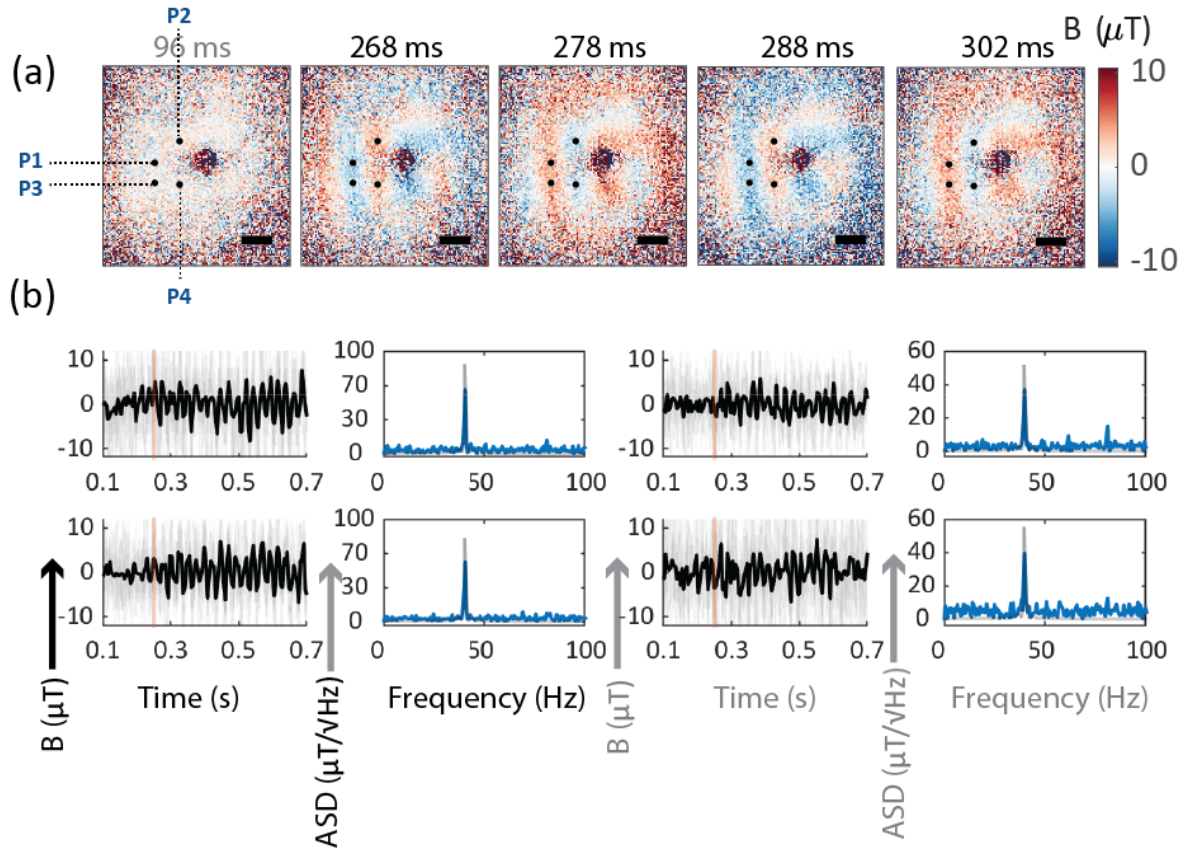 P2
96 ms 268 ms 278 ms 288 ms 302 ms B (μT)
(a)
10
P1
0
P3
-10
P4
(b)
10 100 10 60
70 40
0 0
30 20
-10 0 -10 0
0.1 0.3 0.5 0.7 0 50 100 0.1 0.3 0.5 0.7 0 50 100
10 100 10 60
70 40
0 0
30 20
-10 0 -10 0
0.1 0.3 0.5 0.7 0 50 100 0.1 0.3 0.5 0.7 0 50 100
B (μT) Time (s) ASD (μT/√Hz) Frequency (Hz) B (μT) Time (s) ASD (μT/√Hz) Frequency (Hz)